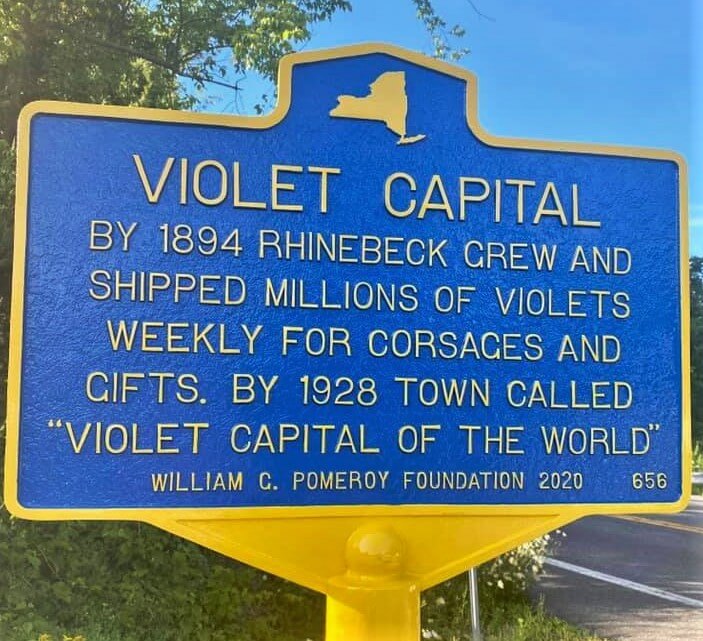 VIOLET CAPITAL
BY 1894 RHINEBECK GREW AND
SHIPPED MILLIONS OF VIOLETS
WEEKLY FOR CORSAGES AND
GIFTS. BY 1928 TOWN CALLED
“VIOLET CAPITAL OF THE WORLD”
WILLIAM G. POMEROY FOUNDATION 2020 656